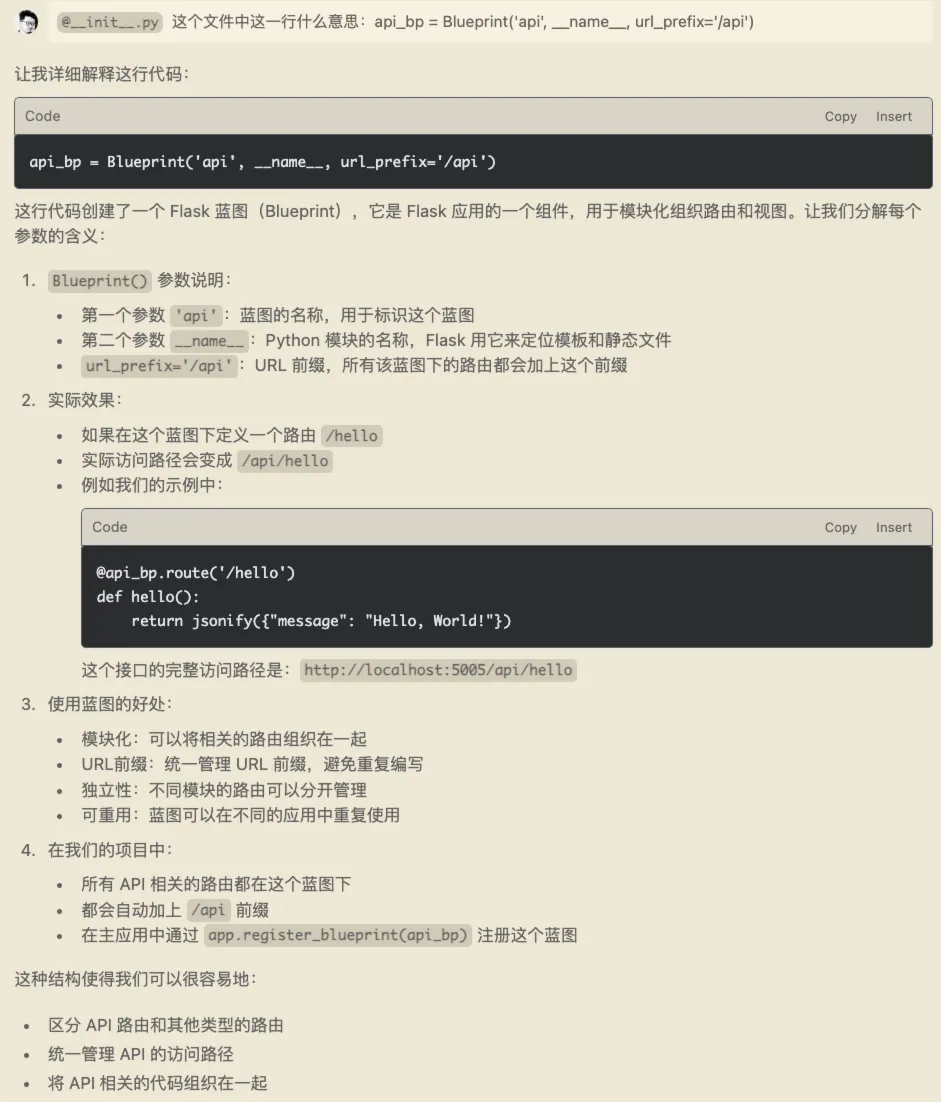 @__init__.py 这个文件中这一行什么意思：api_bp = Blueprint('api', __name__, url_prefix='/api')
让我详细解释这行代码：
Code Copy Insert
api_bp = Blueprint('api', __name__, url_prefix='/api')
这行代码创建了一个 Flask 蓝图（Blueprint），它是 Flask 应用的一个组件，用于模块化组织路由和视图。让我们分解每个
参数的含义：
1. Blueprint() 参数说明：
• 第一个参数 'api'：蓝图的名称，用于标识这个蓝图
• 第二个参数 __name__：Python 模块的名称，Flask 用它来定位模板和静态文件
• url_prefix='/api'：URL 前缀，所有该蓝图下的路由都会加上这个前缀
2. 实际效果：
• 如果在这个蓝图下定义一个路由 /hello
• 实际访问路径会变成 /api/hello
• 例如我们的示例中：
Code Copy Insert
@api_bp.route('/hello')
def hello():
    return jsonify({"message": "Hello, World!"})
这个接口的完整访问路径是：http://localhost:5005/api/hello
3. 使用蓝图的好处：
• 模块化：可以将相关的路由组织在一起
• URL前缀：统一管理 URL 前缀，避免重复编写
• 独立性：不同模块的路由可以分开管理
• 可重用：蓝图可以在不同的应用中重复使用
4. 在我们的项目中：
• 所有 API 相关的路由都在这个蓝图下
• 都会自动加上 /api 前缀
• 在主应用中通过 app.register_blueprint(api_bp) 注册这个蓝图
这种结构使得我们可以很容易地：
• 区分 API 路由和其他类型的路由
• 统一管理 API 的访问路径
• 将 API 相关的代码组织在一起